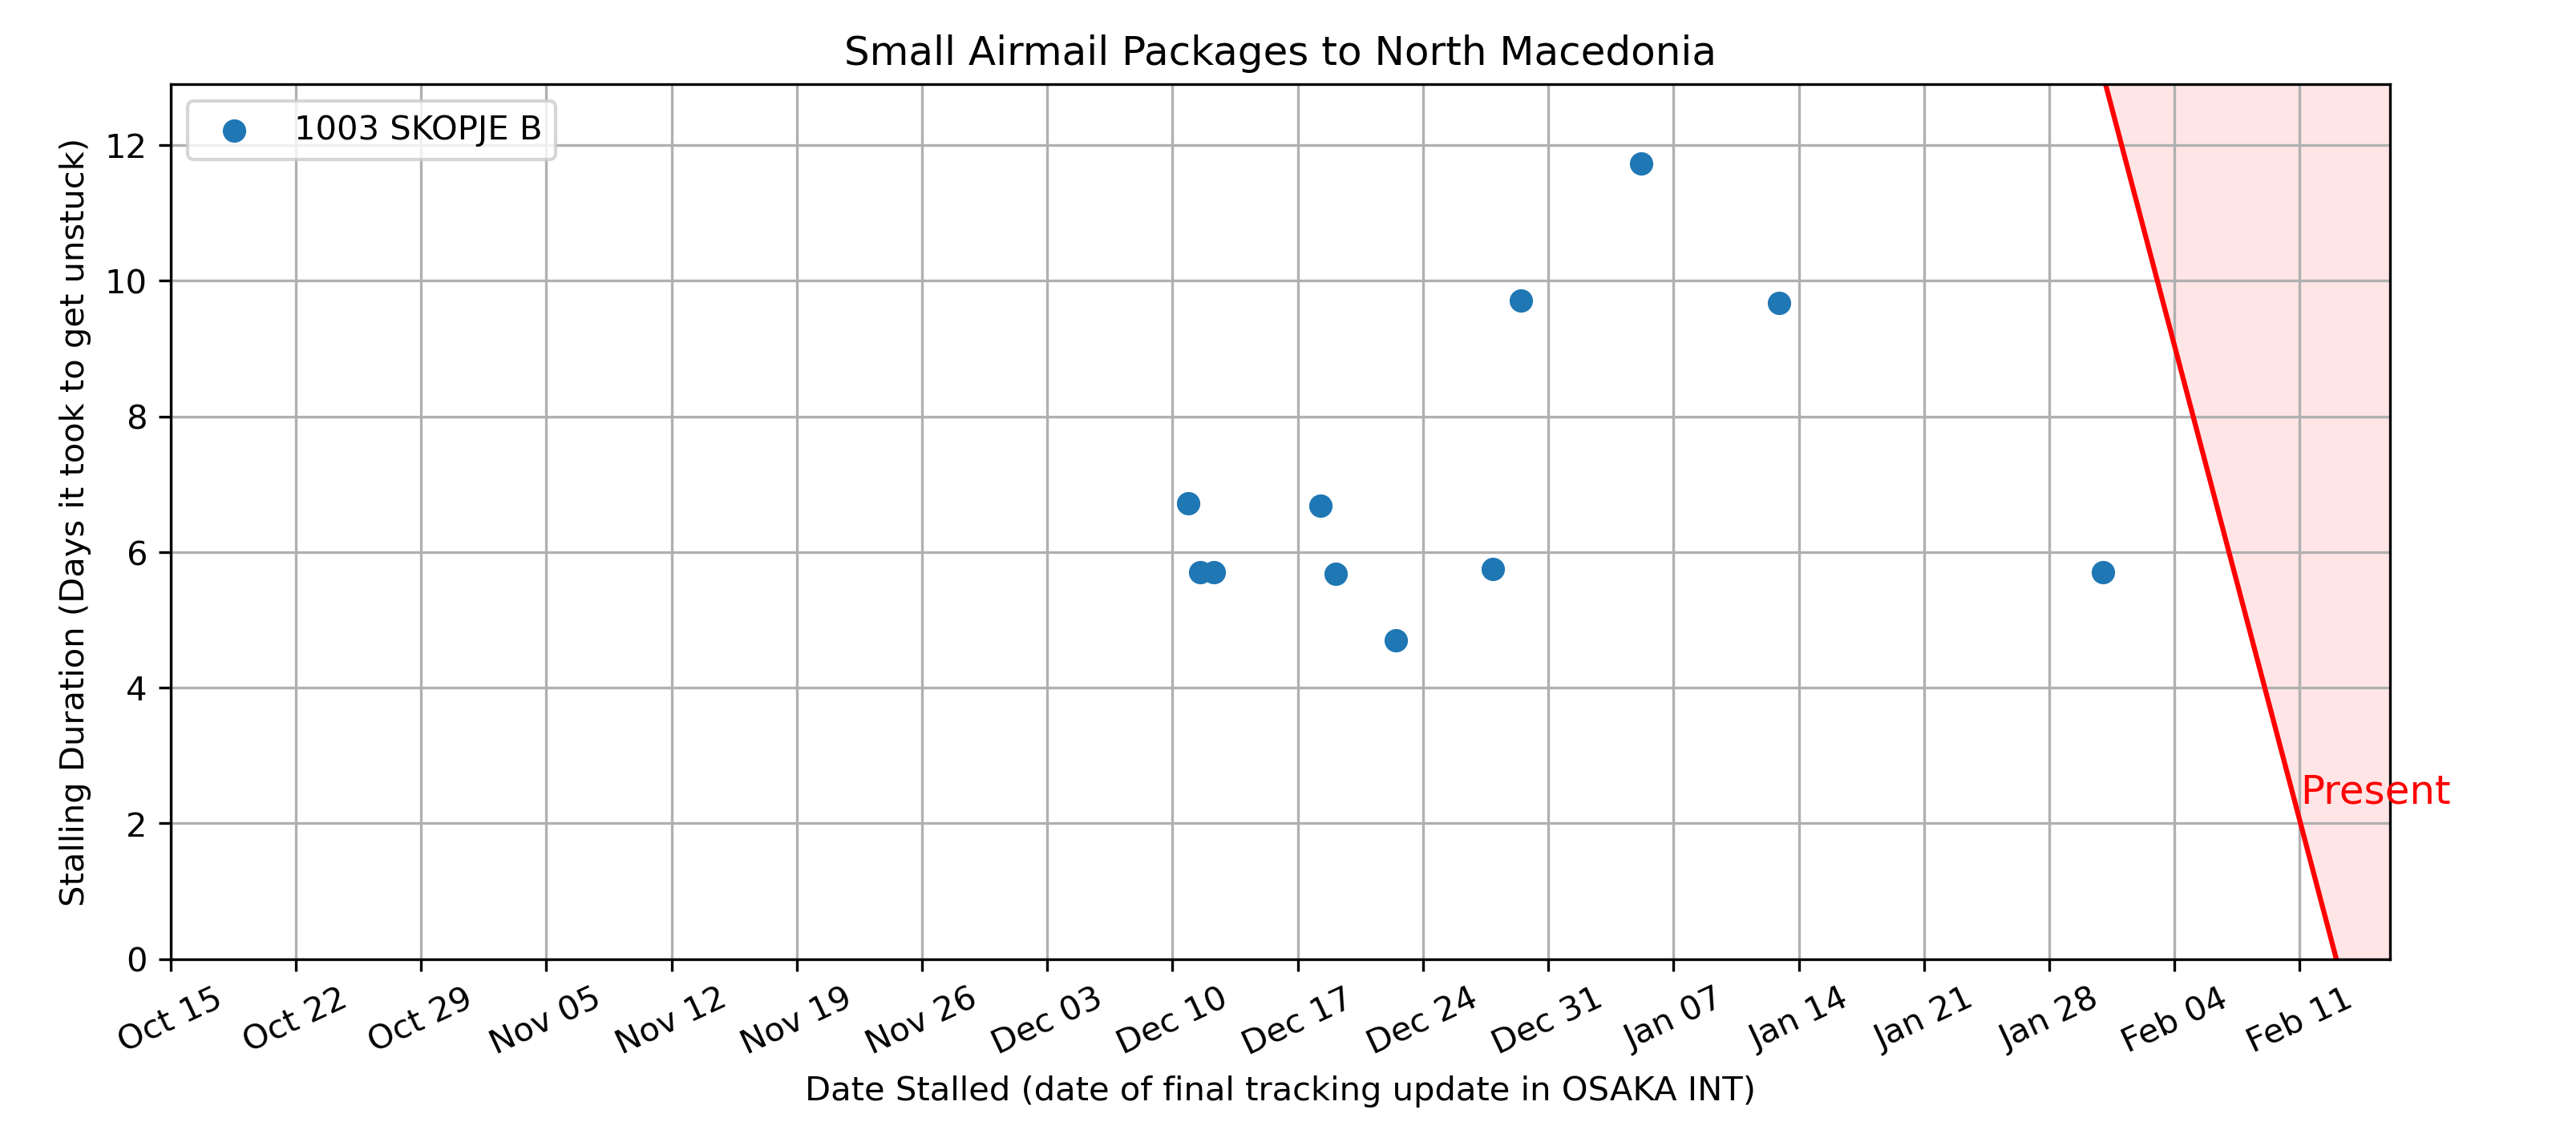 Small Airmail Packages to North Macedonia
1003 SKOPJE B
Stalling Duration (Days it took to get unstuck)
12
10
8
6
4
2
0
Present
Oct 15 Oct 22 Oct 29 Nov 05 Nov 12 Nov 19 Nov 26 Dec 03 Dec 10 Dec 17 Dec 24 Dec 31 Jan 07 Jan 14 Jan 21 Jan 28 Feb 04 Feb 11
Date Stalled (date of final tracking update in OSAKA INT)